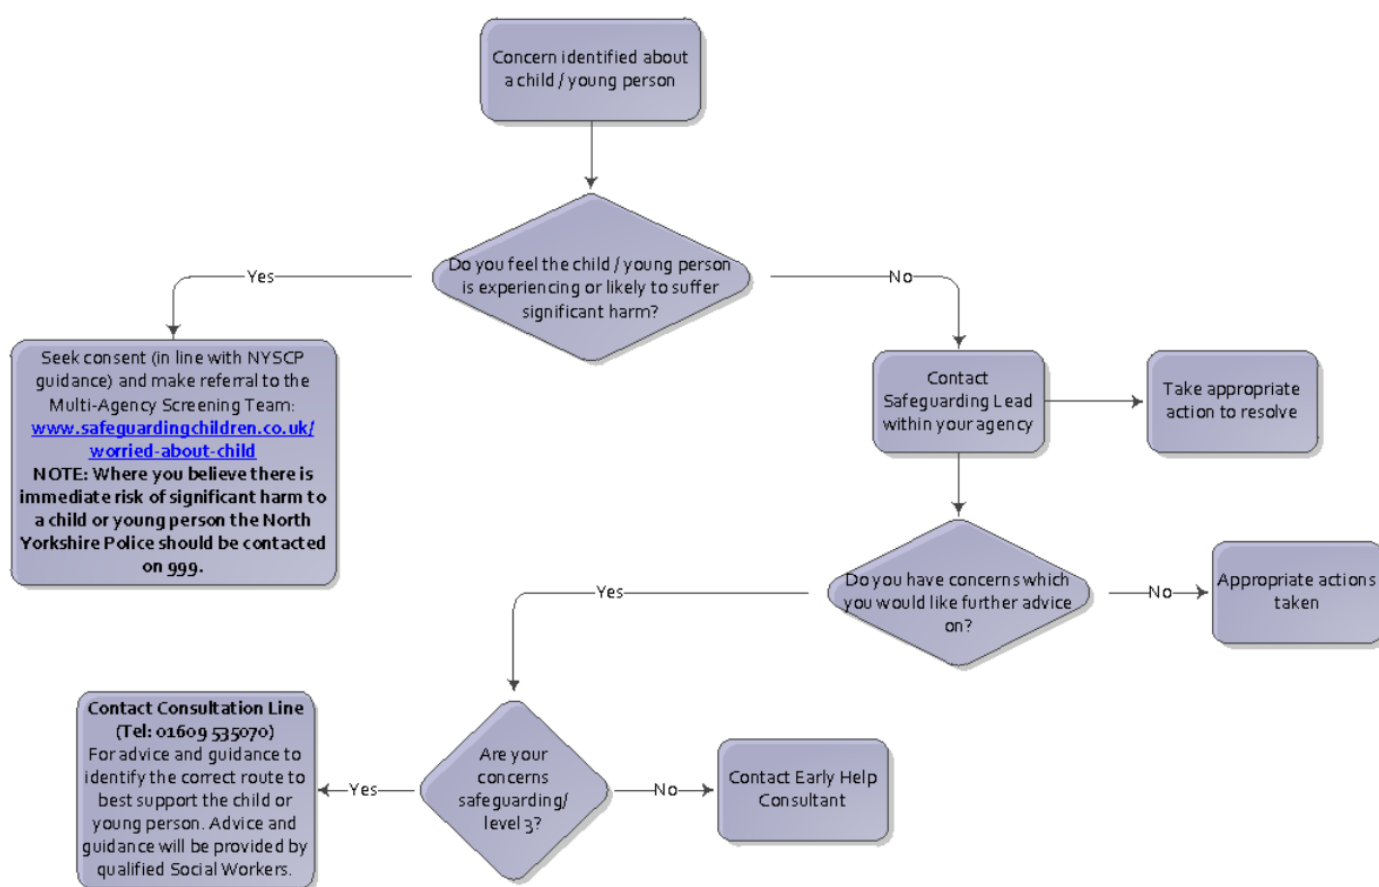 Concern identified about
a child / young person
Do you feel the child / young person
is experiencing or likely to suffer
significant harm?
Yes
No
Seek consent (in line with NYSCP
guidance) and make referral to the
Multi-Agency Screening Team:
www.safeguardingchildren.co.uk/
worried-about-child
NOTE: Where you believe there is
immediate risk of significant harm to
a child or young person the North
Yorkshire Police should be contacted
on 999.
Contact
Safeguarding Lead
within your agency
Take appropriate
action to resolve
Do you have concerns which
you would like further advice
on?
Yes
No
Appropriate actions
taken
Are your
concerns
safeguarding/
level 3?
Yes
No
Contact Consultation Line
(Tel: 01609 535070)
For advice and guidance to
identify the correct route to
best support the child or
young person. Advice and
guidance will be provided by
qualified Social Workers.
Contact Early Help
Consultant